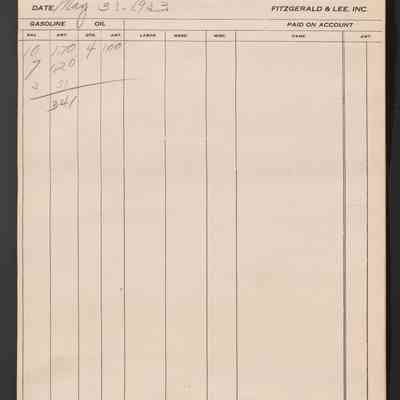 DATE May 31-1923 FITZGERALD & LEE, INC.
GASOLINE OIL PAID ON ACCOUNT
GAL. AMT. QTS. AMT. LABOR MDSE. MISC. NAME AMT.
10 170 4 100
7 120
3 51
341